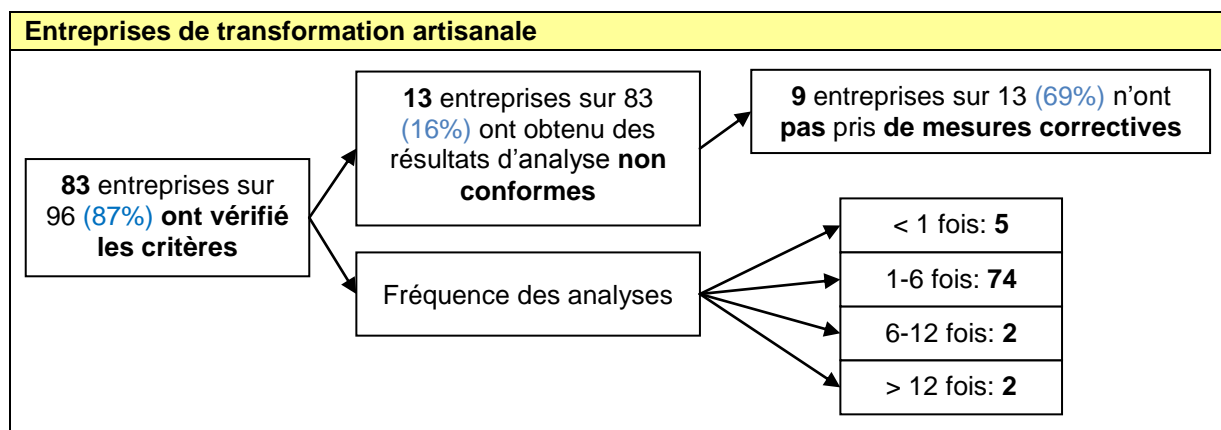 Entreprises de transformation artisanale
83 entreprises sur
96 (87%) ont vérifié
les critères
13 entreprises sur 83
(16%) ont obtenu des
résultats d’analyse non
conformes
9 entreprises sur 13 (69%) n’ont
pas pris de mesures correctives
Fréquence des analyses
< 1 fois: 5
1-6 fois: 74
6-12 fois: 2
> 12 fois: 2